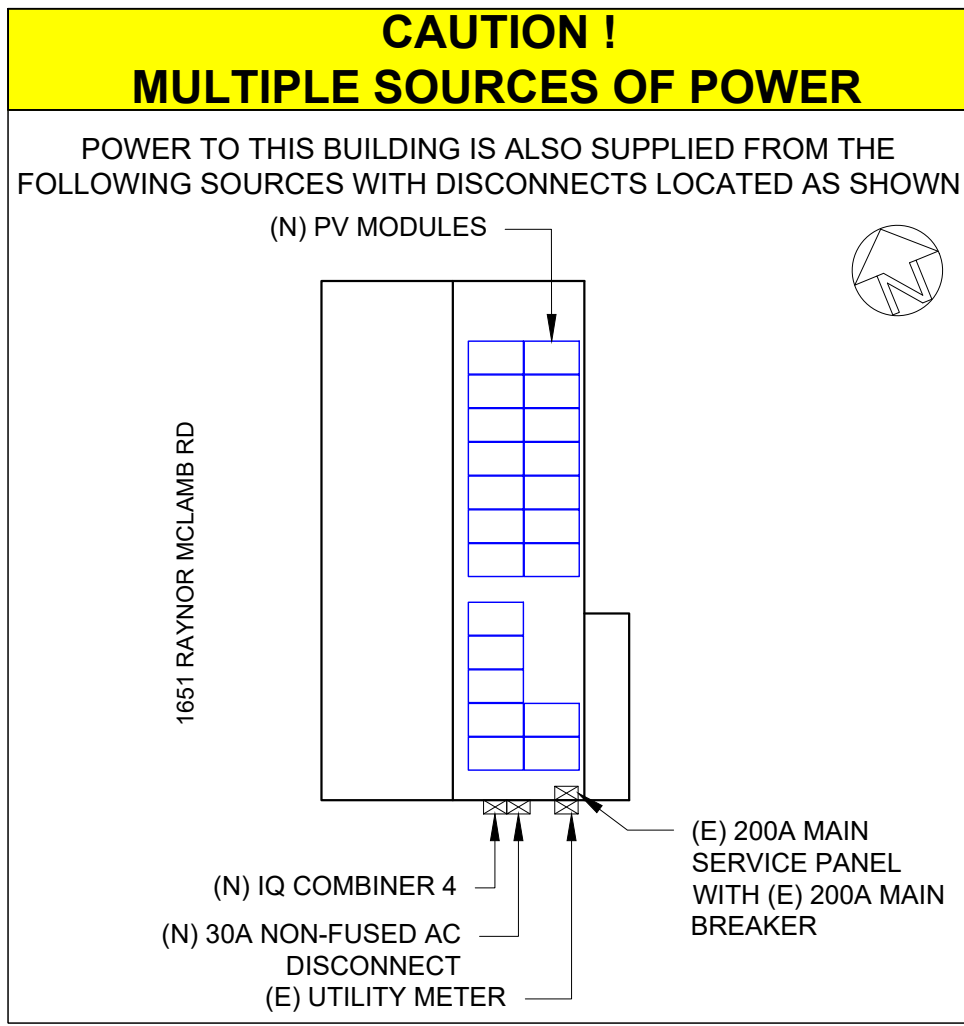 CAUTION !
MULTIPLE SOURCES OF POWER
POWER TO THIS BUILDING IS ALSO SUPPLIED FROM THE
FOLLOWING SOURCES WITH DISCONNECTS LOCATED AS SHOWN
(N) PV MODULES
N
1651 RAYNOR MCLAMB RD
(E) 200A MAIN
SERVICE PANEL
WITH (E) 200A MAIN
BREAKER
(N) IQ COMBINER 4
(N) 30A NON-FUSED AC
DISCONNECT
(E) UTILITY METER